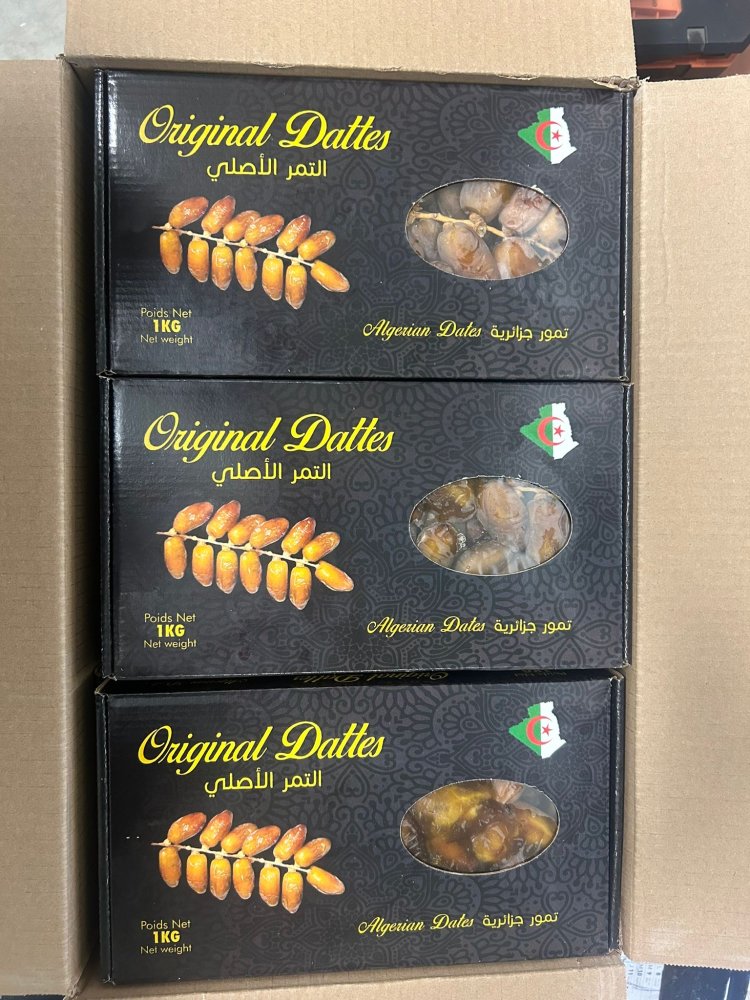 Original Dattes
التمر الأصلي
Poids Net
1KG
Net weight
Algerian Dates تمور جزائرية
Original Dattes
التمر الأصلي
Poids Net
1KG
Net weight
Algerian Dates تمور جزائرية
Original Dattes
Original Dattes
التمر الأصلي
Poids Net
1KG
Net weight
Algerian Dates تمور جزائرية